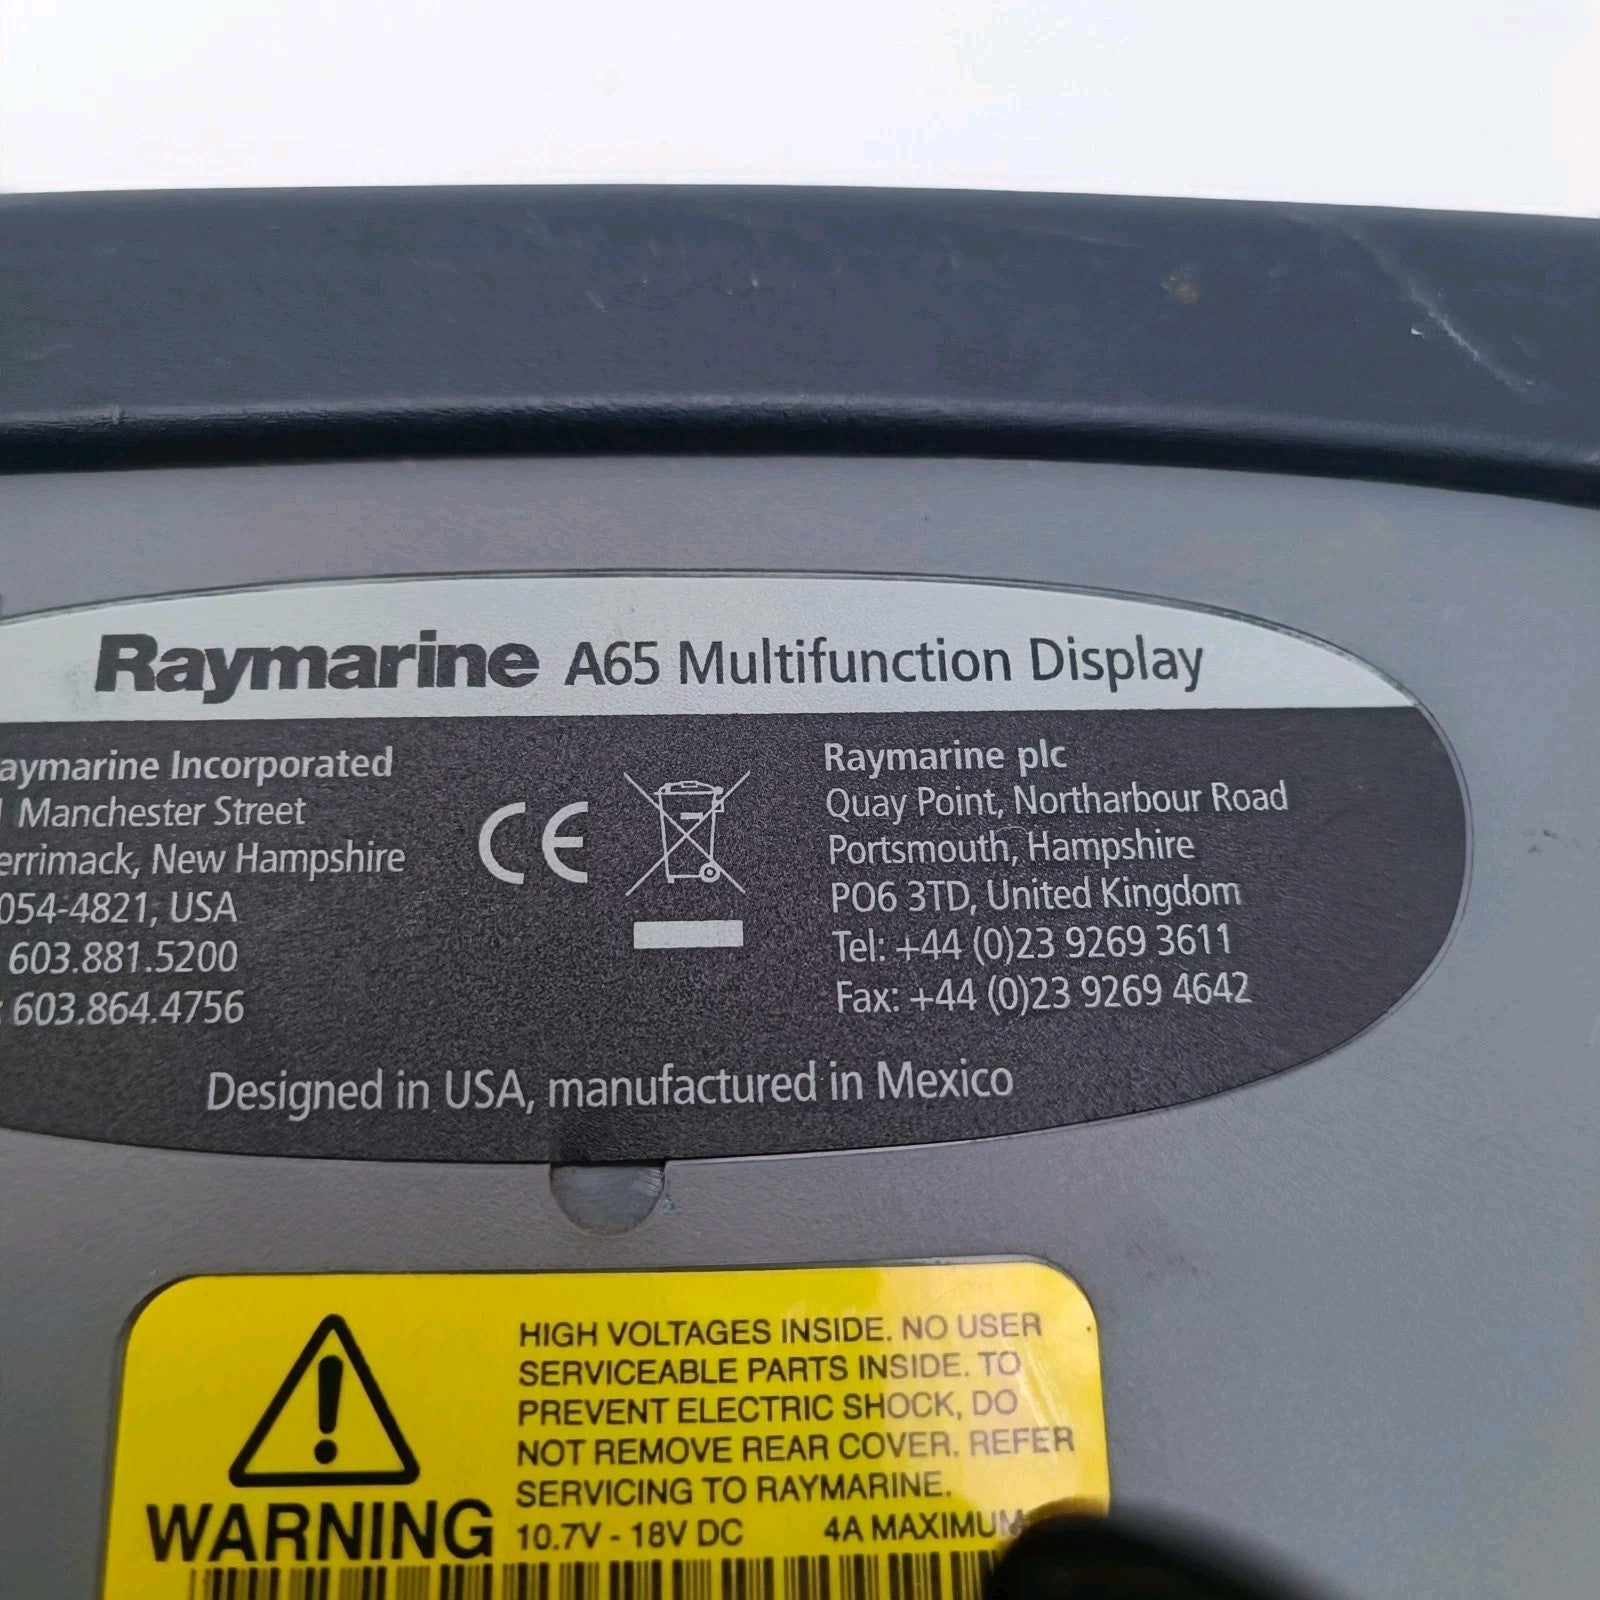 Raymarine A65 Multifunction Display
aymarine Incorporated
Manchester Street
errimack, New Hampshire
054-4821, USA
603.881.5200
: 603.864.4756
CE
Raymarine plc
Quay Point, Northarbour Road
Portsmouth, Hampshire
PO6 3TD, United Kingdom
Tel: +44 (0)23 9269 3611
Fax: +44 (0)23 9269 4642
Designed in USA, manufactured in Mexico
WARNING
HIGH VOLTAGES INSIDE. NO USER
SERVICEABLE PARTS INSIDE. TO
PREVENT ELECTRIC SHOCK, DO
NOT REMOVE REAR COVER. REFER
SERVICING TO RAYMARINE.
10.7V - 18V DC 4A MAXIMUM